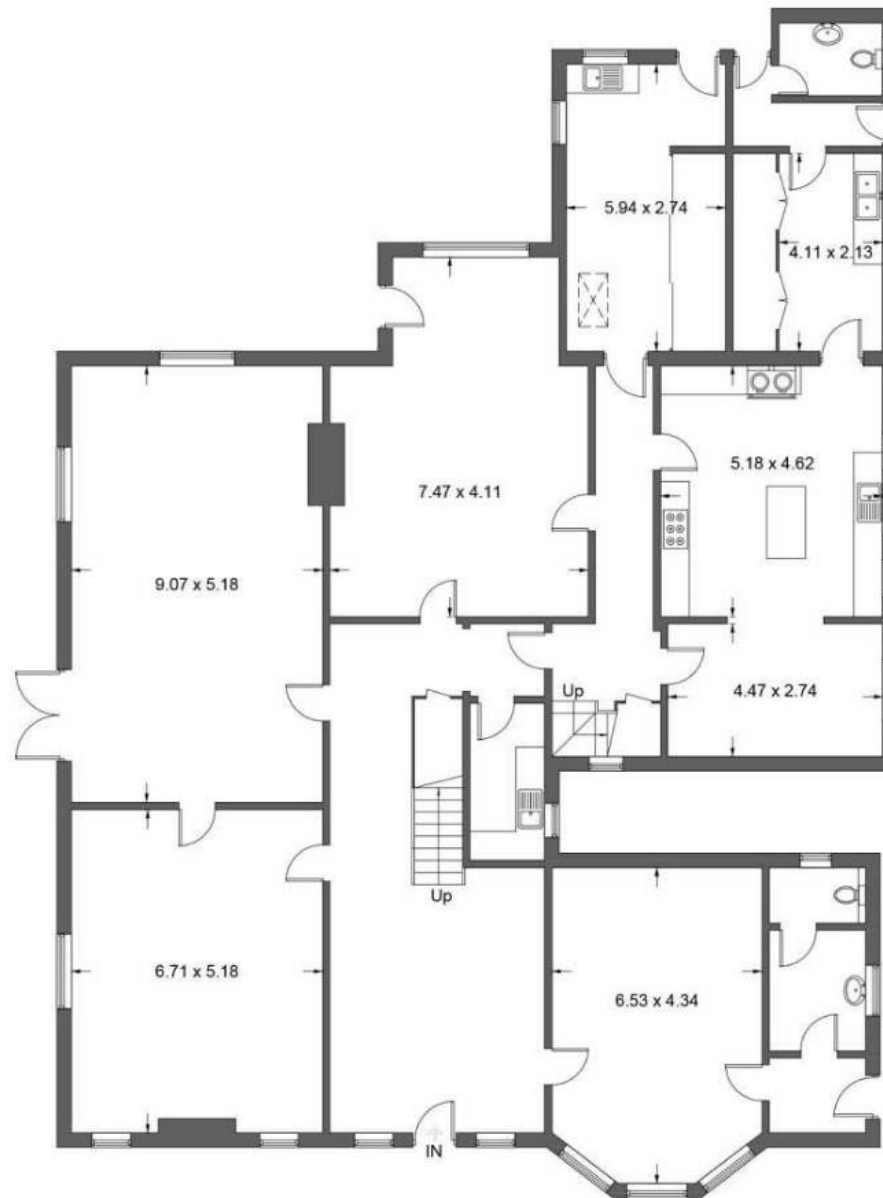 5.94 x 2.74
4.11 x 2.13
5.18 x 4.62
7.47 x 4.11
9.07 x 5.18
4.47 x 2.74
Up
Up
6.71 x 5.18
6.53 x 4.34
IN